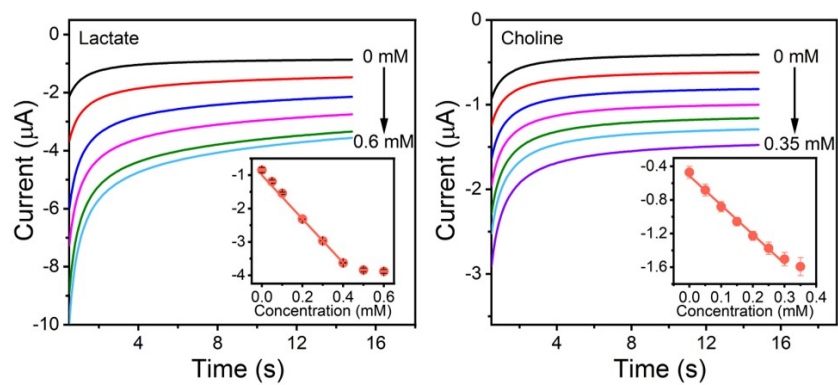 Lactate
0 mM
0.6 mM
Current (μA)
0
-2
-4
-6
-8
-10
4
8
12
16
Time (s)
-1
-2
-3
-4
0.0
0.2
0.4
0.6
Concentration (mM)
Choline
0 mM
0.35 mM
Current (μA)
0
-1
-2
-3
4
8
12
16
Time (s)
-0.4
-0.8
-1.2
-1.6
0.0
0.1
0.2
0.3
0.4
Concentration (mM)